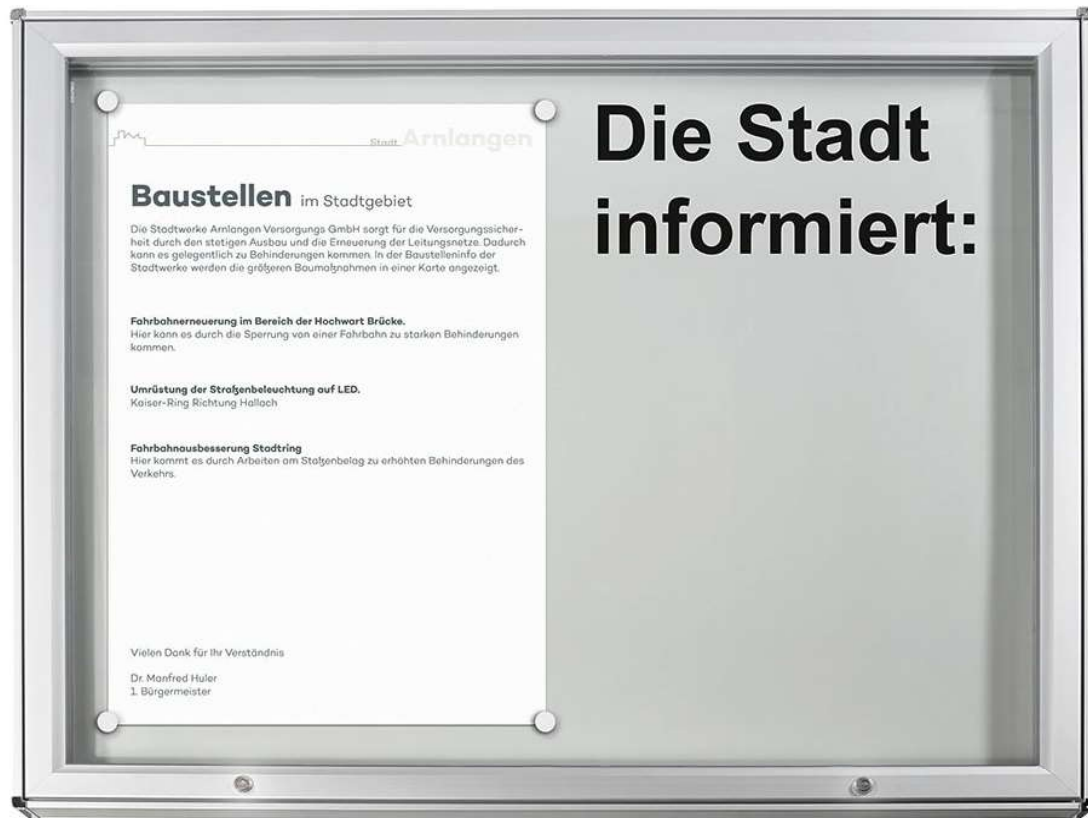 Stadt Arnlangen
Baustellen im Stadtgebiet
Die Stadtwerke Arnlangen Versorgungs GmbH sorgt für die Versorgungssicher-
heit durch den stetigen Ausbau und die Erneuerung der Leitungsnetze. Dadurch
kann es gelegentlich zu Behinderungen kommen. In der Baustelleninfo der
Stadtwerke werden die größeren Baumaßnahmen in einer Karte angezeigt.
Fahrbahnerneuerung im Bereich der Hochwart Brücke.
Hier kann es durch die Sperrung von einer Fahrbahn zu starken Behinderungen
kommen.
Umrüstung der Straßenbeleuchtung auf LED.
Kaiser-Ring Richtung Hallach
Fahrbahnausbesserung Stadtring
Hier kommt es durch Arbeiten am Staßenbelag zu erhöhten Behinderungen des
Verkehrs.
Vielen Dank für Ihr Verständnis
Dr. Manfred Huler
1. Bürgermeister
Die Stadt
informiert: